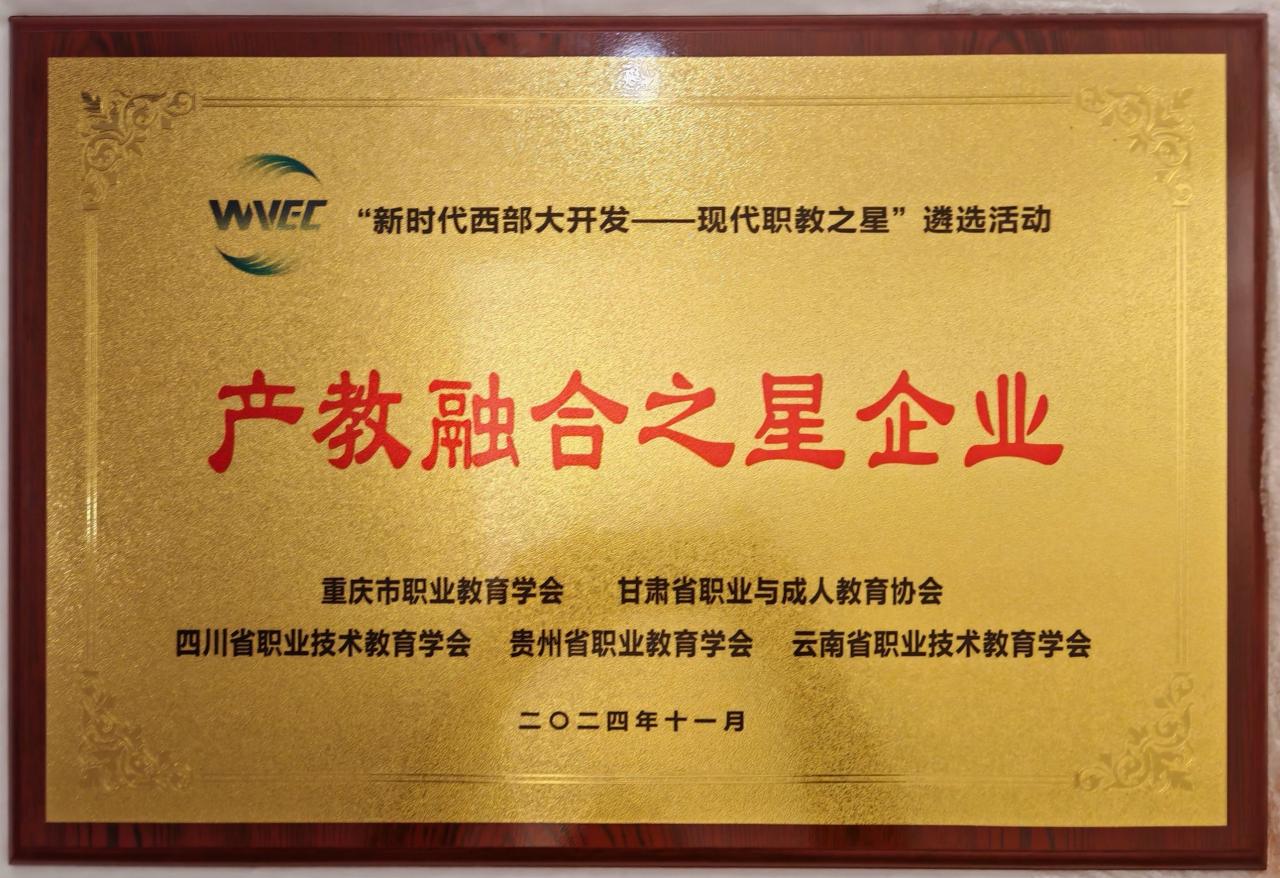 WVEC “新时代西部大开发——现代职教之星”遴选活动
产教融合之星企业
重庆市职业教育学会 甘肃省职业与成人教育协会
四川省职业技术教育学会 贵州省职业教育学会 云南省职业技术教育学会
二〇二四年十一月